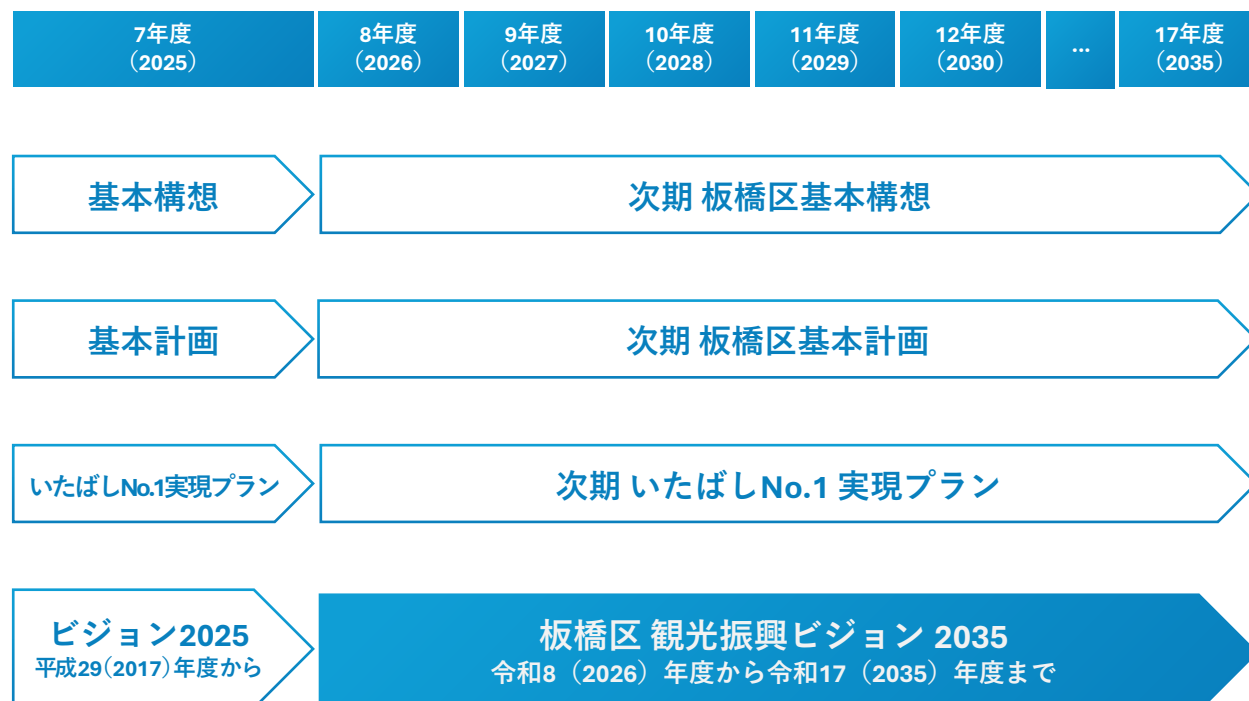 7年度
（2025）
8年度
（2026）
9年度
（2027）
10年度
（2028）
11年度
（2029）
12年度
（2030）
...
17年度
（2035）
基本構想
次期 板橋区基本構想
基本計画
次期 板橋区基本計画
いたばしNo.1実現プラン
次期 いたばしNo.1 実現プラン
ビジョン2025
平成29（2017）年度から
板橋区 観光振興ビジョン 2035
令和8（2026）年度から令和17（2035）年度まで